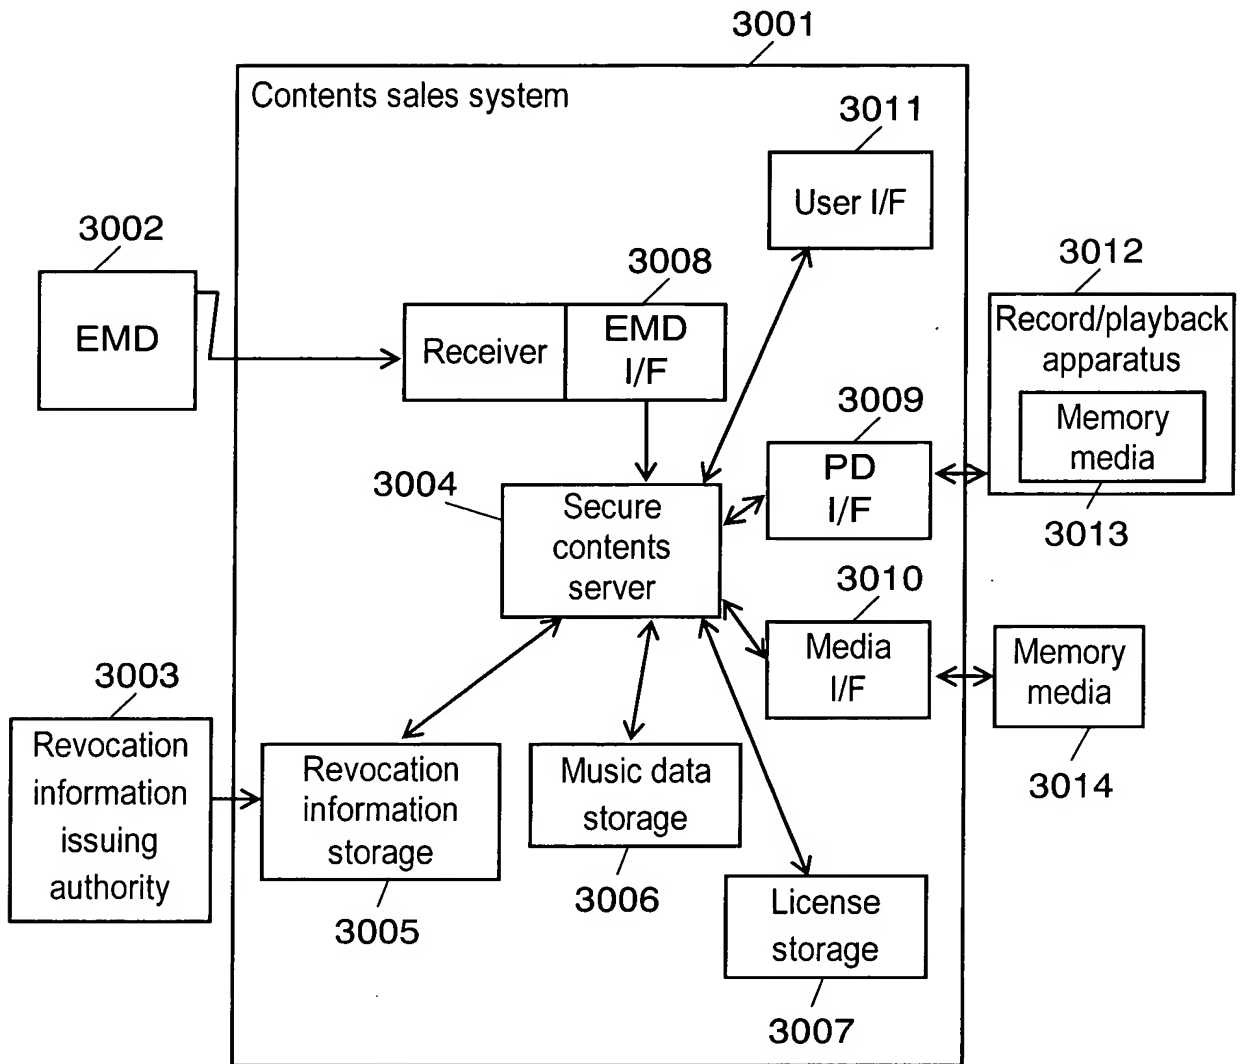 3001
Contents sales system
3011
User I/F
3002
EMD
3008
Receiver
EMD
I/F
3012
Record/playback
apparatus
Memory
media
3013
3009
PD
I/F
3004
Secure
contents
server
3010
Media
I/F
Memory
media
3014
3003
Revocation
information
issuing
authority
Revocation
information
storage
3005
Music data
storage
3006
License
storage
3007